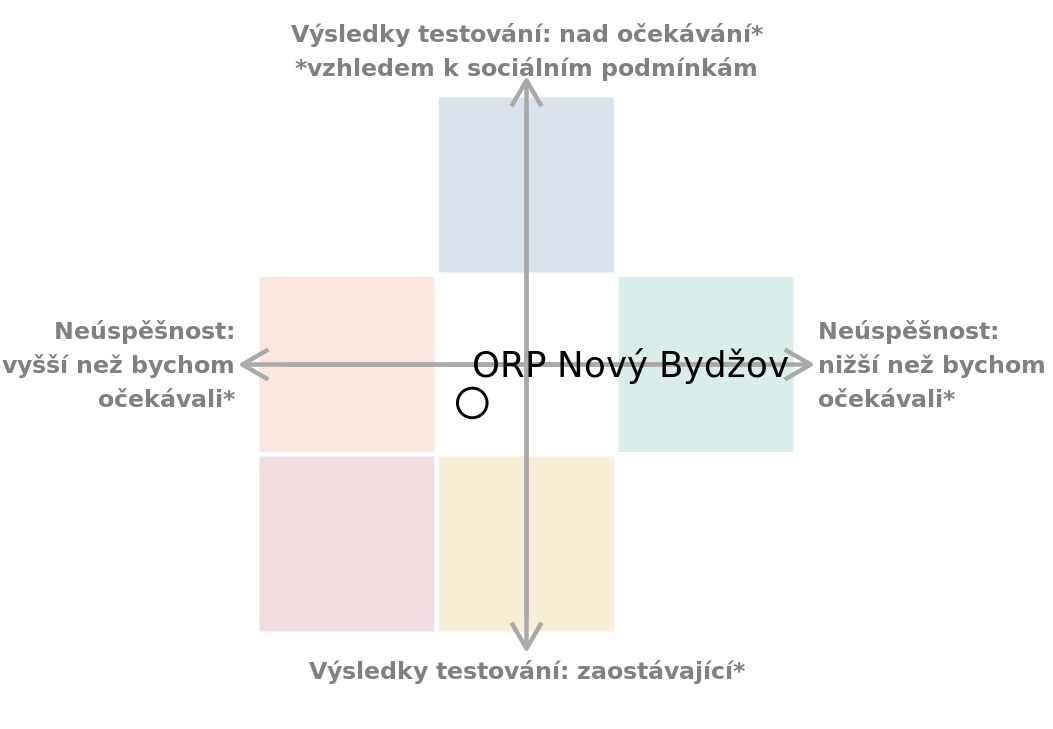 Výsledky testování: nad očekávání*
*vzhledem k sociálním podmínkám
Neúspěšnost:
vyšší než bychom
očekávali*
ORP Nový Bydžov
Neúspěšnost:
nižší než bychom
očekávali*
Výsledky testování: zaostávající*